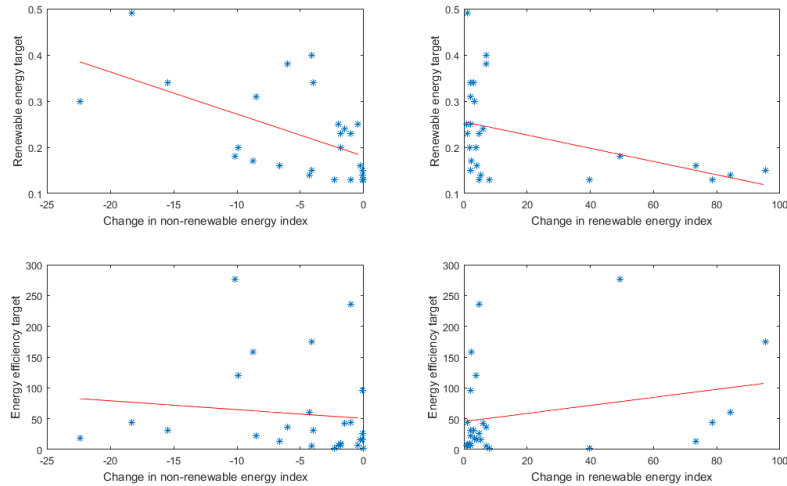 0.5
0.4
0.3
0.2
0.1
Renewable energy target
-25 -20 -15 -10 -5 0
Change in non-renewable energy index
0.5
0.4
0.3
0.2
0.1
Renewable energy target
0 20 40 60 80 100
Change in renewable energy index
300
250
200
150
100
50
0
Energy efficiency target
-25 -20 -15 -10 -5 0
Change in non-renewable energy index
300
250
200
150
100
50
0
Energy efficiency target
0 20 40 60 80 100
Change in renewable energy index